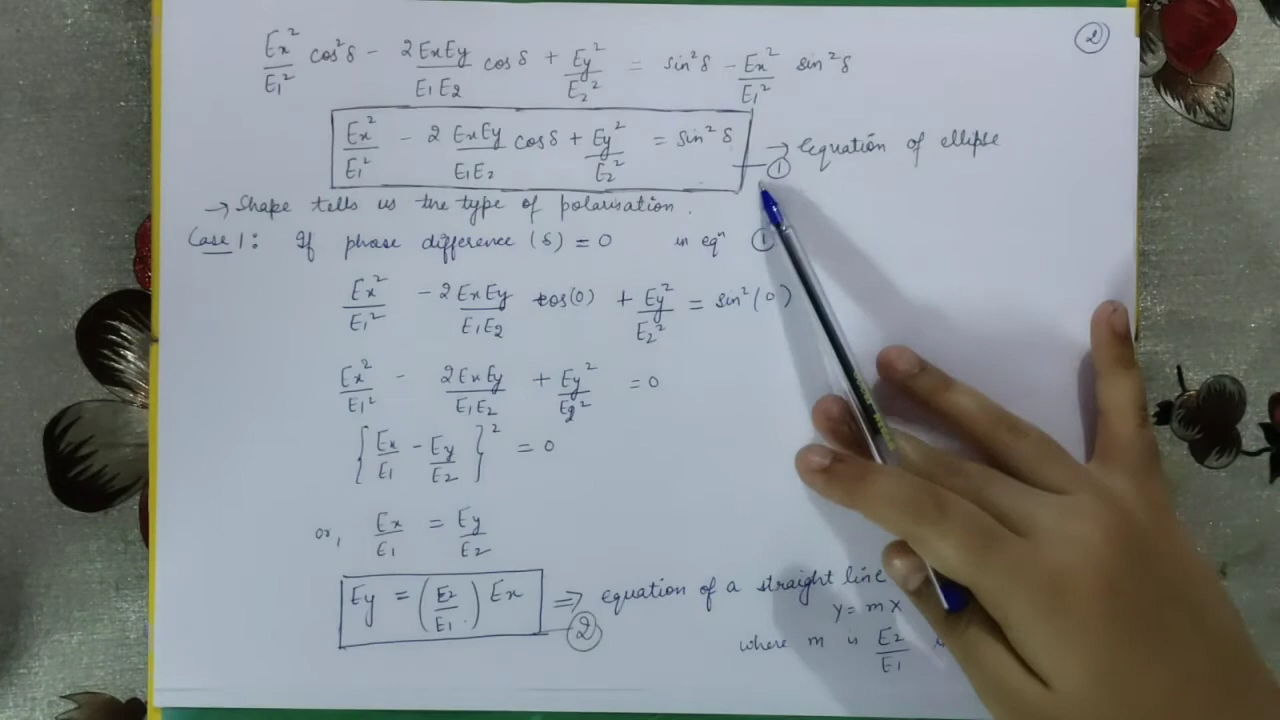 ②
Ex²/E₁² cos²δ - 2ExEy/E₁E₂ cos δ + Ey²/E₂² = sin²δ - Ex²/E₁² sin²δ
Ex²/E₁² - 2 ExEy/E₁E₂ cosδ + Ey²/E₂² = sin²δ —① → Equation of ellipse
→ Shape tells us the type of polarisation.
Case 1: If phase difference (δ) = 0 in eqⁿ ①
Ex²/E₁² - 2ExEy/E₁E₂ cos(0) + Ey²/E₂² = sin²(0)
Ex²/E₁² - 2ExEy/E₁E₂ + Ey²/E₂² = 0
{Ex/E₁ - Ey/E₂}² = 0
or, Ex/E₁ = Ey/E₂
Ey = (E₂/E₁) Ex —② ⇒ equation of a straight line
y = mx
where m is E₂/E₁